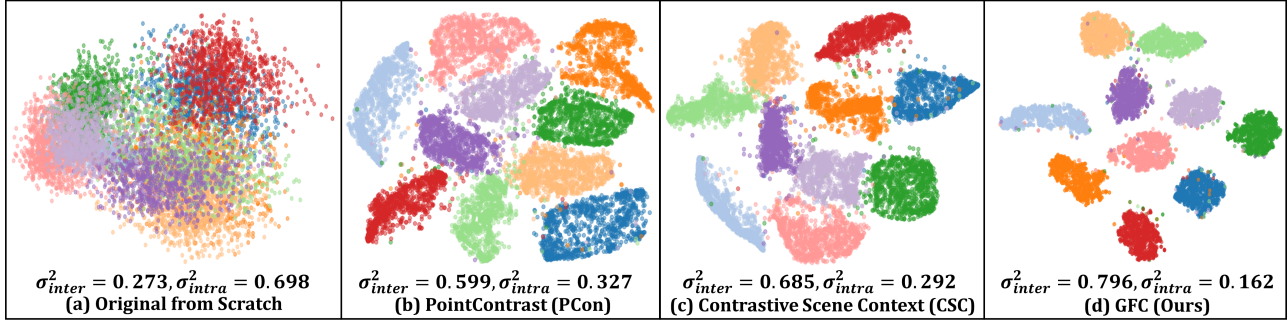 σ²inter = 0.273, σ²intra = 0.698
(a) Original from Scratch
σ²inter = 0.599, σ²intra = 0.327
(b) PointContrast (PCon)
σ²inter = 0.685, σ²intra = 0.292
(c) Contrastive Scene Context (CSC)
σ²inter = 0.796, σ²intra = 0.162
(d) GFC (Ours)